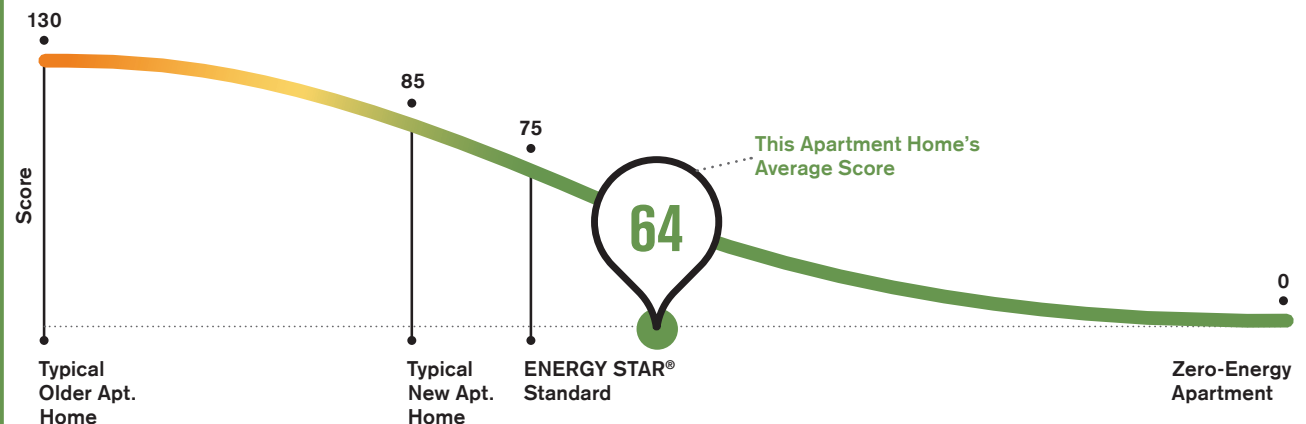 130
85
75
This Apartment Home's
Average Score
64
Score
0
Typical
Older Apt.
Home
Typical
New Apt.
Home
ENERGY STAR®
Standard
Zero-Energy
Apartment